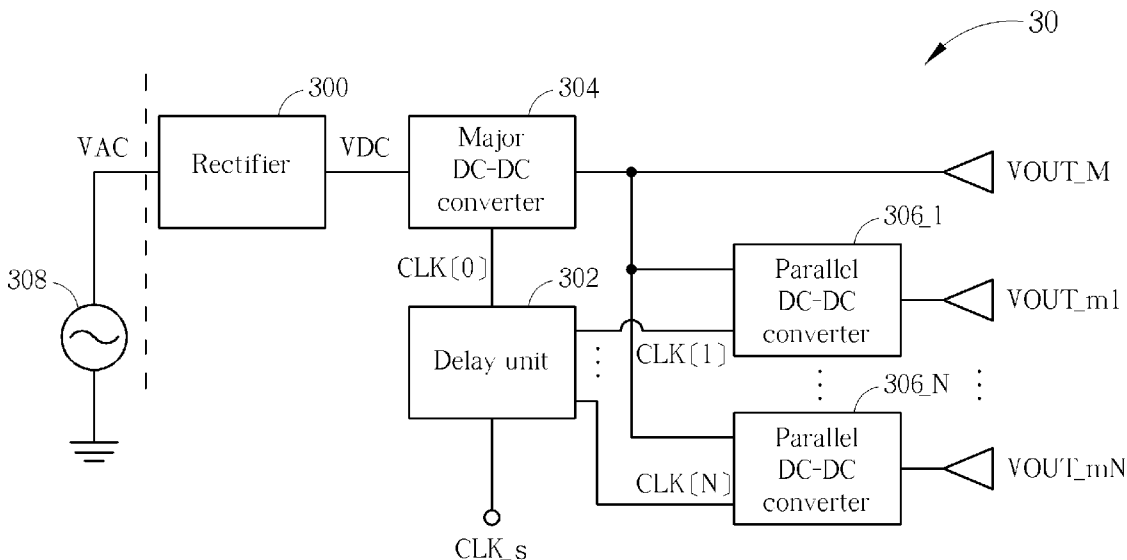 30
300
304
VAC
Rectifier
VDC
Major
DC-DC
converter
VOUT_M
306_1
308
CLK[0]
302
Parallel
DC-DC
converter
VOUT_m1
Delay unit
CLK[1]
306_N
Parallel
DC-DC
converter
VOUT_mN
CLK[N]
CLK_s